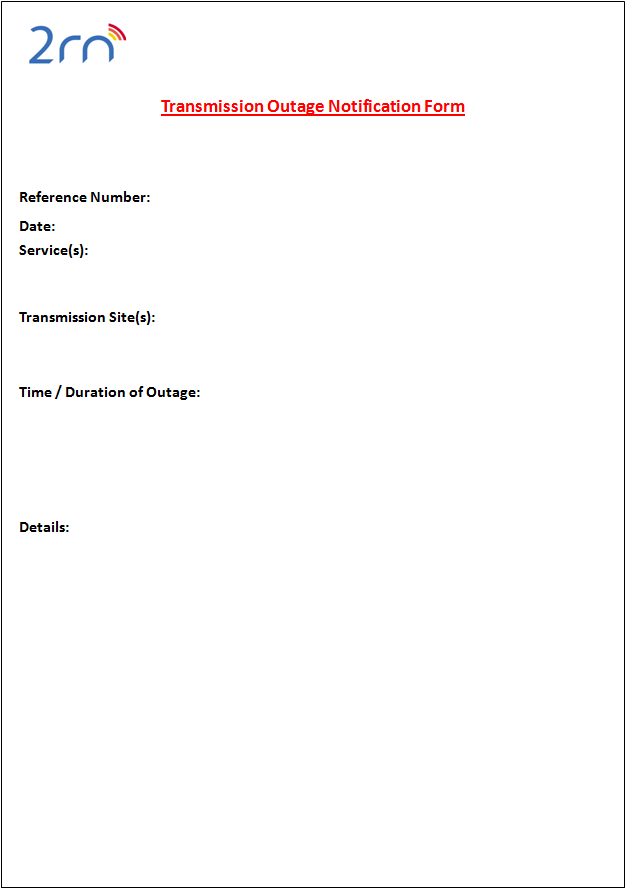 2rn
Transmission Outage Notification Form
Reference Number:
Date:
Service(s):
Transmission Site(s):
Time / Duration of Outage:
Details: